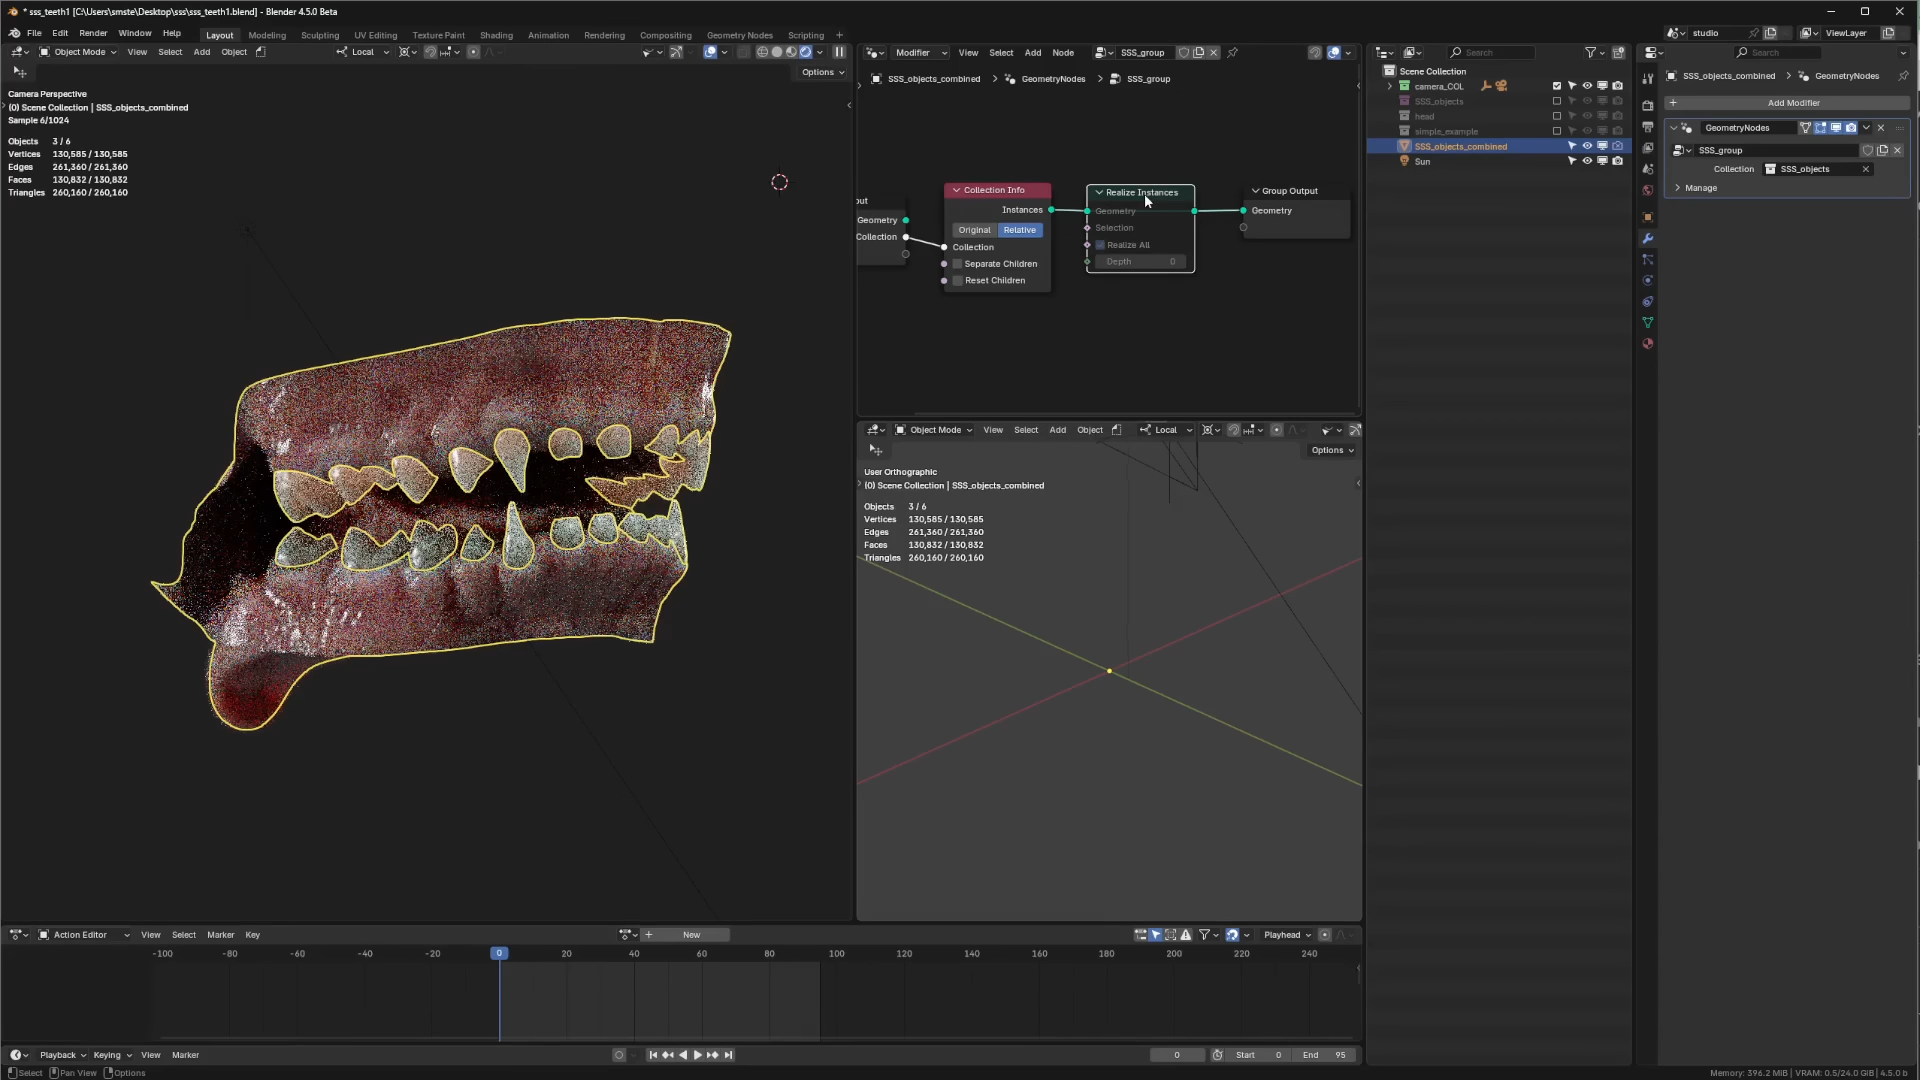 * sss_teeth1 [C:\Users\smste\Desktop\sss\sss_teeth1.blend] - Blender 4.5.0 Beta
File Edit Render Window Help
Layout Modeling Sculpting UV Editing Texture Paint Shading Animation Rendering Compositing Geometry Nodes Scripting +
studio
ViewLayer
Object Mode View Select Add Object Local
Options
Camera Perspective
(0) Scene Collection | SSS_objects_combined
Sample 6/1024
Objects 3 / 6
Vertices 130,585 / 130,585
Edges 261,360 / 261,360
Faces 130,832 / 130,832
Triangles 260,160 / 260,160
Modifier View Select Add Node SSS_group
SSS_objects_combined > GeometryNodes > SSS_group
ut
Geometry
Collection
Collection Info
Instances
Original Relative
Collection
Separate Children
Reset Children
Realize Instances
Geometry
Selection
Realize All
Depth 0
Group Output
Geometry
Object Mode View Select Add Object Local
Options
User Orthographic
(0) Scene Collection | SSS_objects_combined
Objects 3 / 6
Vertices 130,585 / 130,585
Edges 261,360 / 261,360
Faces 130,832 / 130,832
Triangles 260,160 / 260,160
Search
Scene Collection
camera_COL
SSS_objects
head
simple_example
SSS_objects_combined
Sun
Search
SSS_objects_combined > GeometryNodes
+ Add Modifier
GeometryNodes
SSS_group
Collection SSS_objects
Manage
Action Editor View Select Marker Key
+ New
Playhead
-100 -80 -60 -40 -20 0 20 40 60 80 100 120 140 160 180 200 220 240
Playback Keying View Marker
0 Start 0 End 95
Select Pan View Options
Memory: 396.2 MiB | VRAM: 0.5/24.0 GiB | 4.5.0 b